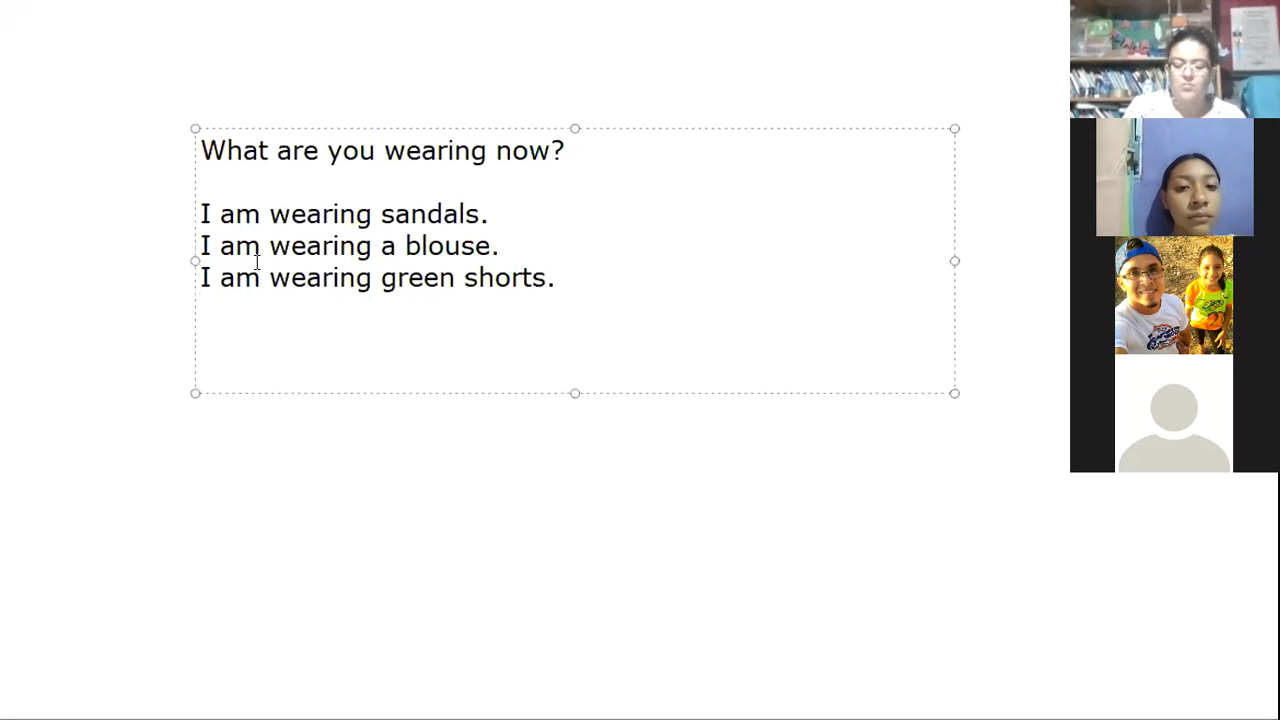 What are you wearing now?
I am wearing sandals.
I am wearing a blouse.
I am wearing green shorts.